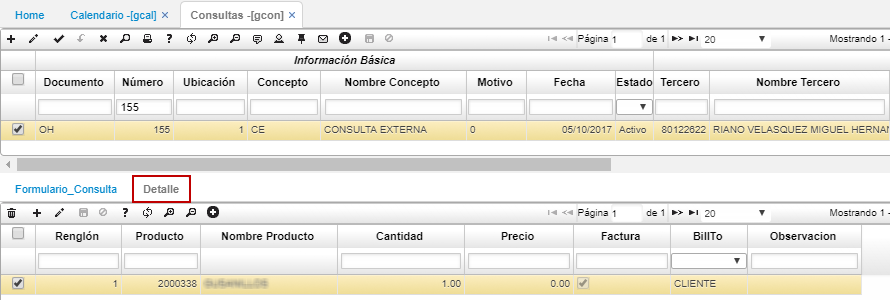 Home Calendario -[gcal] × Consultas -[gcon] ×
Página 1 de 1 20 Mostrando 1 -
Información Básica
Documento Número Ubicación Concepto Nombre Concepto Motivo Fecha Estado Tercero Nombre Tercero
155
OH 155 1 CE CONSULTA EXTERNA 0 05/10/2017 Activo 80122622 RIANO VELASQUEZ MIGUEL HERNAN
Formulario_Consulta Detalle
Página 1 de 1 20 Mostrando 1 -
Renglón Producto Nombre Producto Cantidad Precio Factura BillTo Observacion
1 2000338 1.00 0.00 CLIENTE